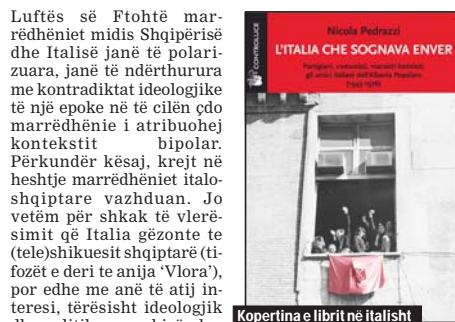 Luftës së Ftohtë mar-
rëdhëniet midis Shqipërisë
dhe Italisë janë të polari-
zuara, janë të ndërthurura
me kontradiktat ideologjike
të një epoke në të cilën çdo
marrëdhënie i atribuohej
kontekstit bipolar.
Përkundër kësaj, krejt në
heshtje marrëdhëniet italo-
shqiptare vazhduan. Jo
vetëm për shkak të vlerë-
simit që Italia gëzonte te
(tele)shikuesit shqiptarë (ti-
fozët e deri te anija ‘Vlora’),
por edhe me anë të atij in-
teresi, tërësisht ideologjik
CONTROLUCE
Nicola Pedrazzi
L'ITALIA CHE SOGNAVA ENVER
Partigiani, comunisti, marxisti-leninisti:
gli amici italiani dell'Albania Popolare
(1943-1976)
Kopertina e librit në italisht